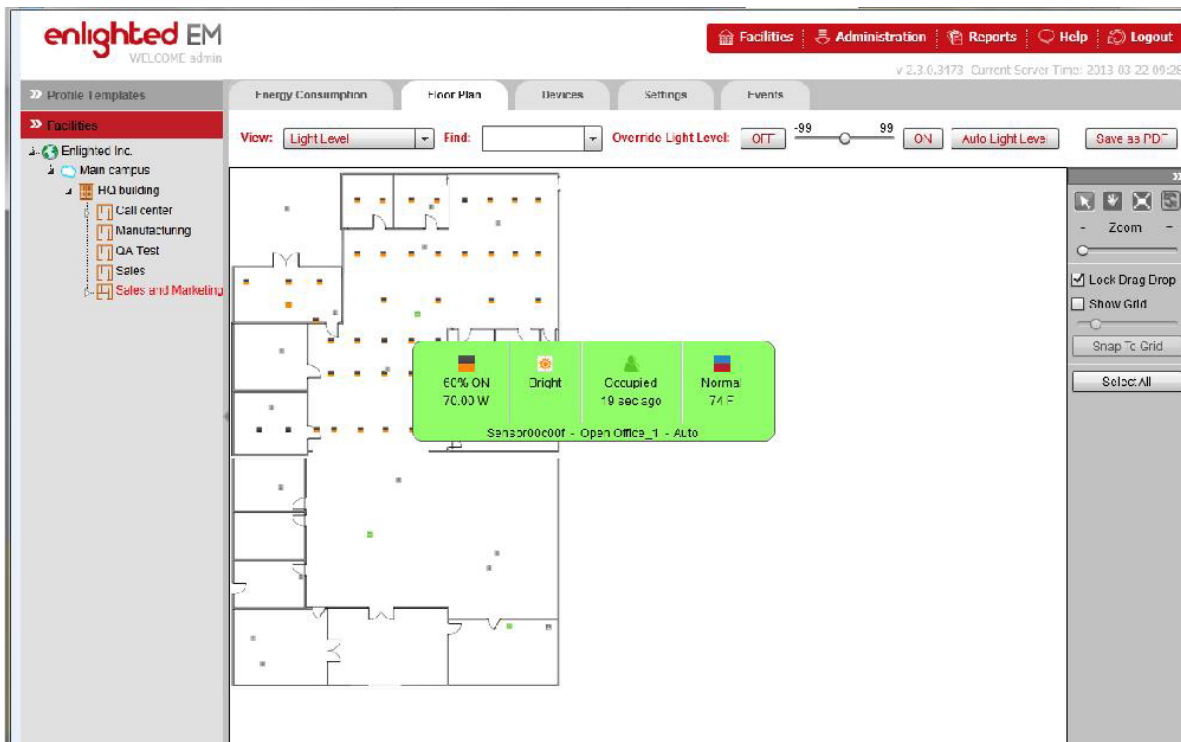 enlighted EM
WELCOME admin
Facilities
Administration
Reports
Help
Logout
v 2.3.0.3473 Current Server Time: 2013-03-22 09:28
Profile Templates
Facilities
Enlighted Inc.
Main campus
HQ building
Call center
Manufacturing
QA Test
Sales
Sales and Marketing
Energy Consumption
Floor Plan
Devices
Settings
Events
View:
Light Level
Find:
Override Light Level:
OFF
-99
99
ON
Auto Light Level
Save as PDF
60% ON
70.00 W
Bright
Occupied
19 sec ago
Normal
74 F
Sensor00c00f - Open Office_1 - Auto
- Zoom
Lock Drag Drop
Show Grid
Snap To Grid
Select All